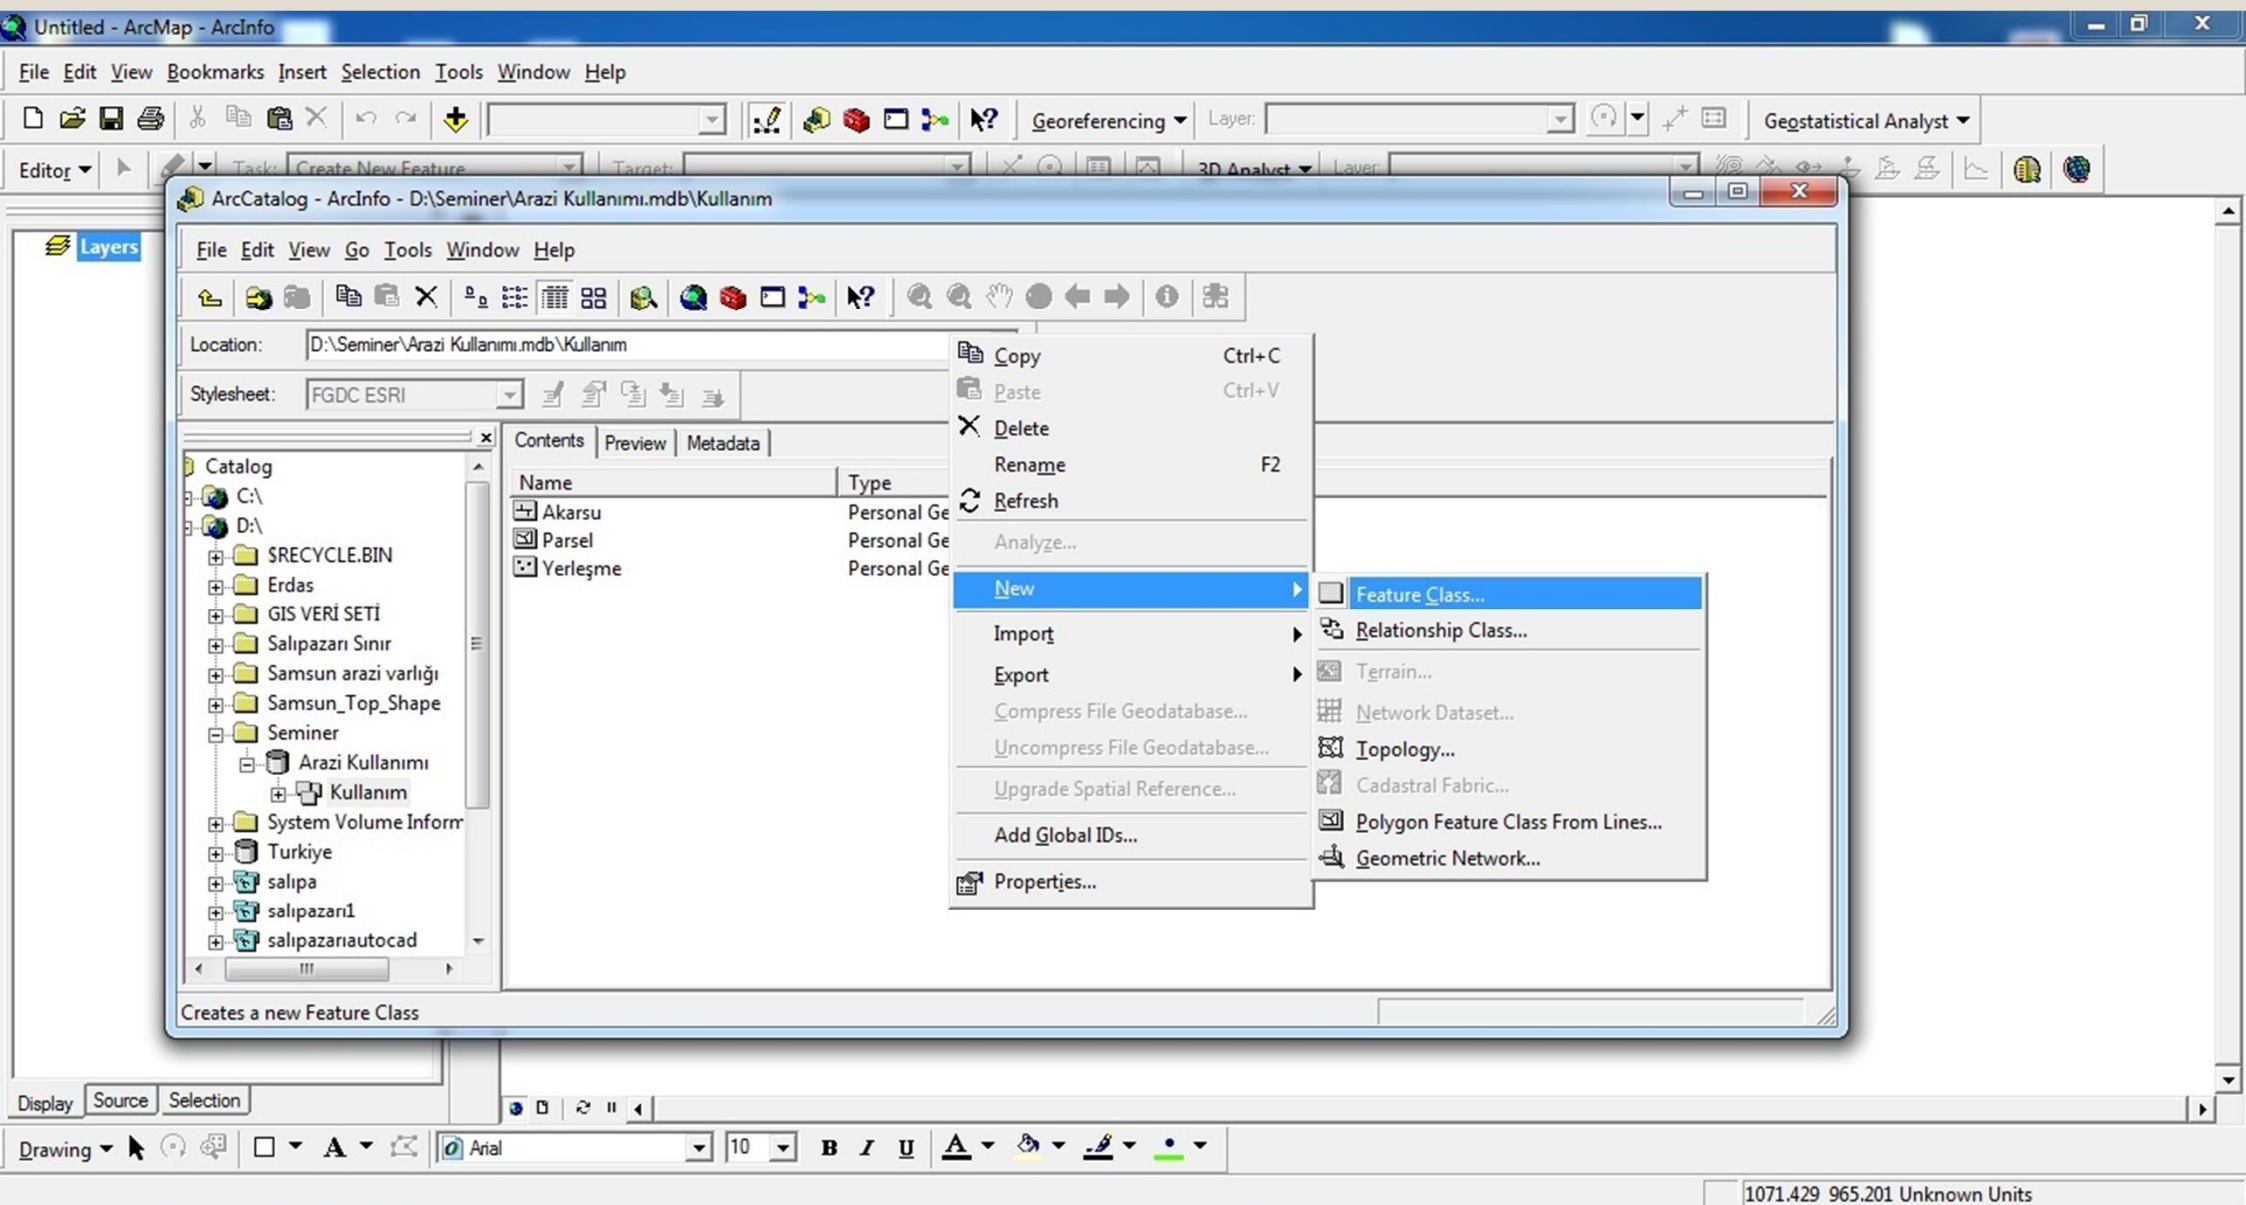 Untitled - ArcMap - ArcInfo
File Edit View Bookmarks Insert Selection Tools Window Help
Georeferencing Layer: Geostatistical Analyst
Editor Task: Create New Feature Target: 3D Analyst Layer:
ArcCatalog - ArcInfo - D:\Seminer\Arazi Kullanımı.mdb\Kullanım
Layers
File Edit View Go Tools Window Help
Location: D:\Seminer\Arazi Kullanımı.mdb\Kullanım
Stylesheet: FGDC ESRI
Contents Preview Metadata
Catalog
C:\
D:\
$RECYCLE.BIN
Erdas
GIS VERİ SETİ
Salıpazarı Sınır
Samsun arazi varlığı
Samsun_Top_Shape
Seminer
Arazi Kullanımı
Kullanım
System Volume Inform
Turkiye
salıpa
salıpazarı1
salıpazarıautocad
Name Type
Akarsu Personal Ge
Parsel Personal Ge
Yerleşme Personal Ge
Copy Ctrl+C
Paste Ctrl+V
Delete
Rename F2
Refresh
Analyze...
New
Import
Export
Compress File Geodatabase...
Uncompress File Geodatabase...
Upgrade Spatial Reference...
Add Global IDs...
Properties...
Feature Class...
Relationship Class...
Terrain...
Network Dataset...
Topology...
Cadastral Fabric...
Polygon Feature Class From Lines...
Geometric Network...
Creates a new Feature Class
Display Source Selection
Drawing A Arial 10 B I U A
1071.429 965.201 Unknown Units